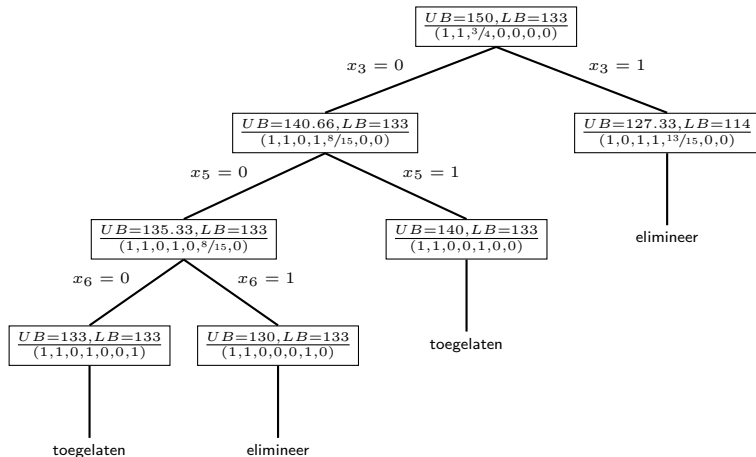 UB=150,LB=133
(1,1,3/4,0,0,0,0)
x3 = 0
x3 = 1
UB=140.66,LB=133
(1,1,0,1,8/15,0,0)
UB=127.33,LB=114
(1,0,1,1,13/15,0,0)
x5 = 0
x5 = 1
UB=135.33,LB=133
(1,1,0,1,0,8/15,0)
UB=140,LB=133
(1,1,0,0,1,0,0)
elimineer
x6 = 0
x6 = 1
UB=133,LB=133
(1,1,0,1,0,0,1)
UB=130,LB=133
(1,1,0,0,0,1,0)
toegelaten
toegelaten
elimineer